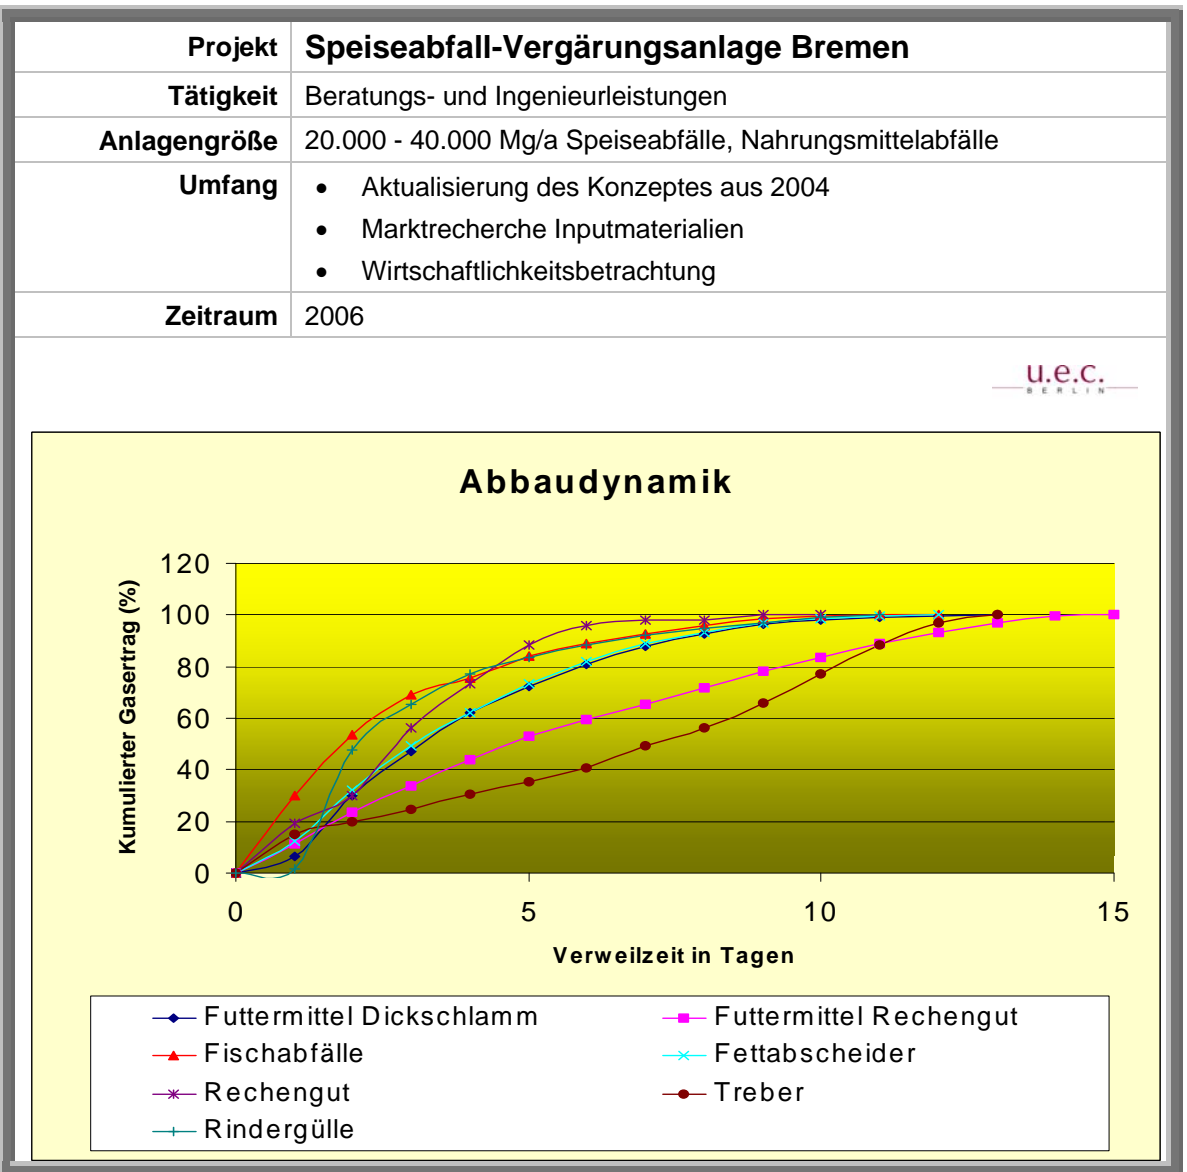 Projekt Speiseabfall-Vergärungsanlage Bremen
Tätigkeit Beratungs- und Ingenieurleistungen
Anlagengröße 20.000 - 40.000 Mg/a Speiseabfälle, Nahrungsmittelabfälle
Umfang • Aktualisierung des Konzeptes aus 2004
• Marktrecherche Inputmaterialien
• Wirtschaftlichkeitsbetrachtung
Zeitraum 2006
u.e.c.
BERLIN
Abbaudynamik
Kumulierter Gasertrag (%)
120
100
80
60
40
20
0
0 5 10 15
Verweilzeit in Tagen
Futtermittel Dickschlamm Futtermittel Rechengut
Fischabfälle Fettabscheider
Rechengut Treber
Rindergülle